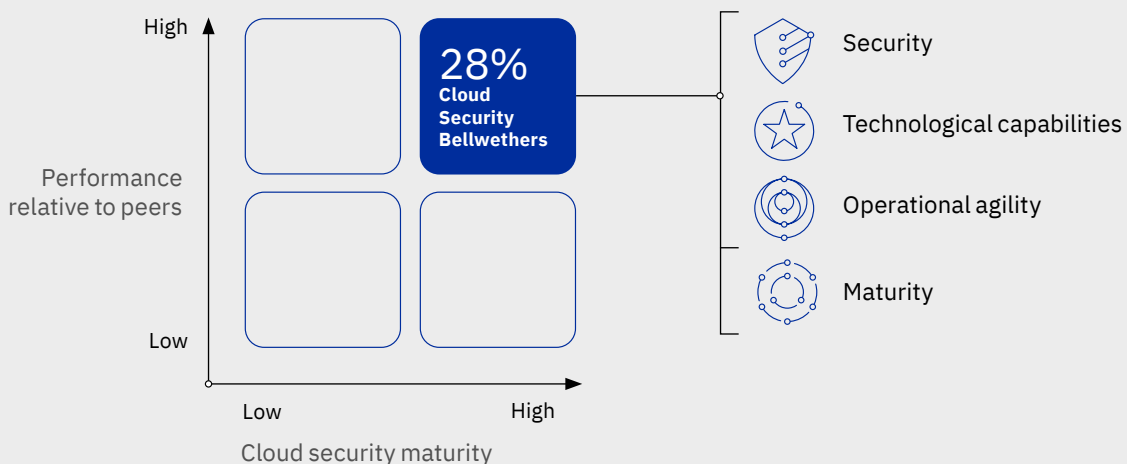 High
28%
Cloud
Security
Bellwethers
Security
Technological capabilities
Performance
relative to peers
Operational agility
Maturity
Low
Low
High
Cloud security maturity